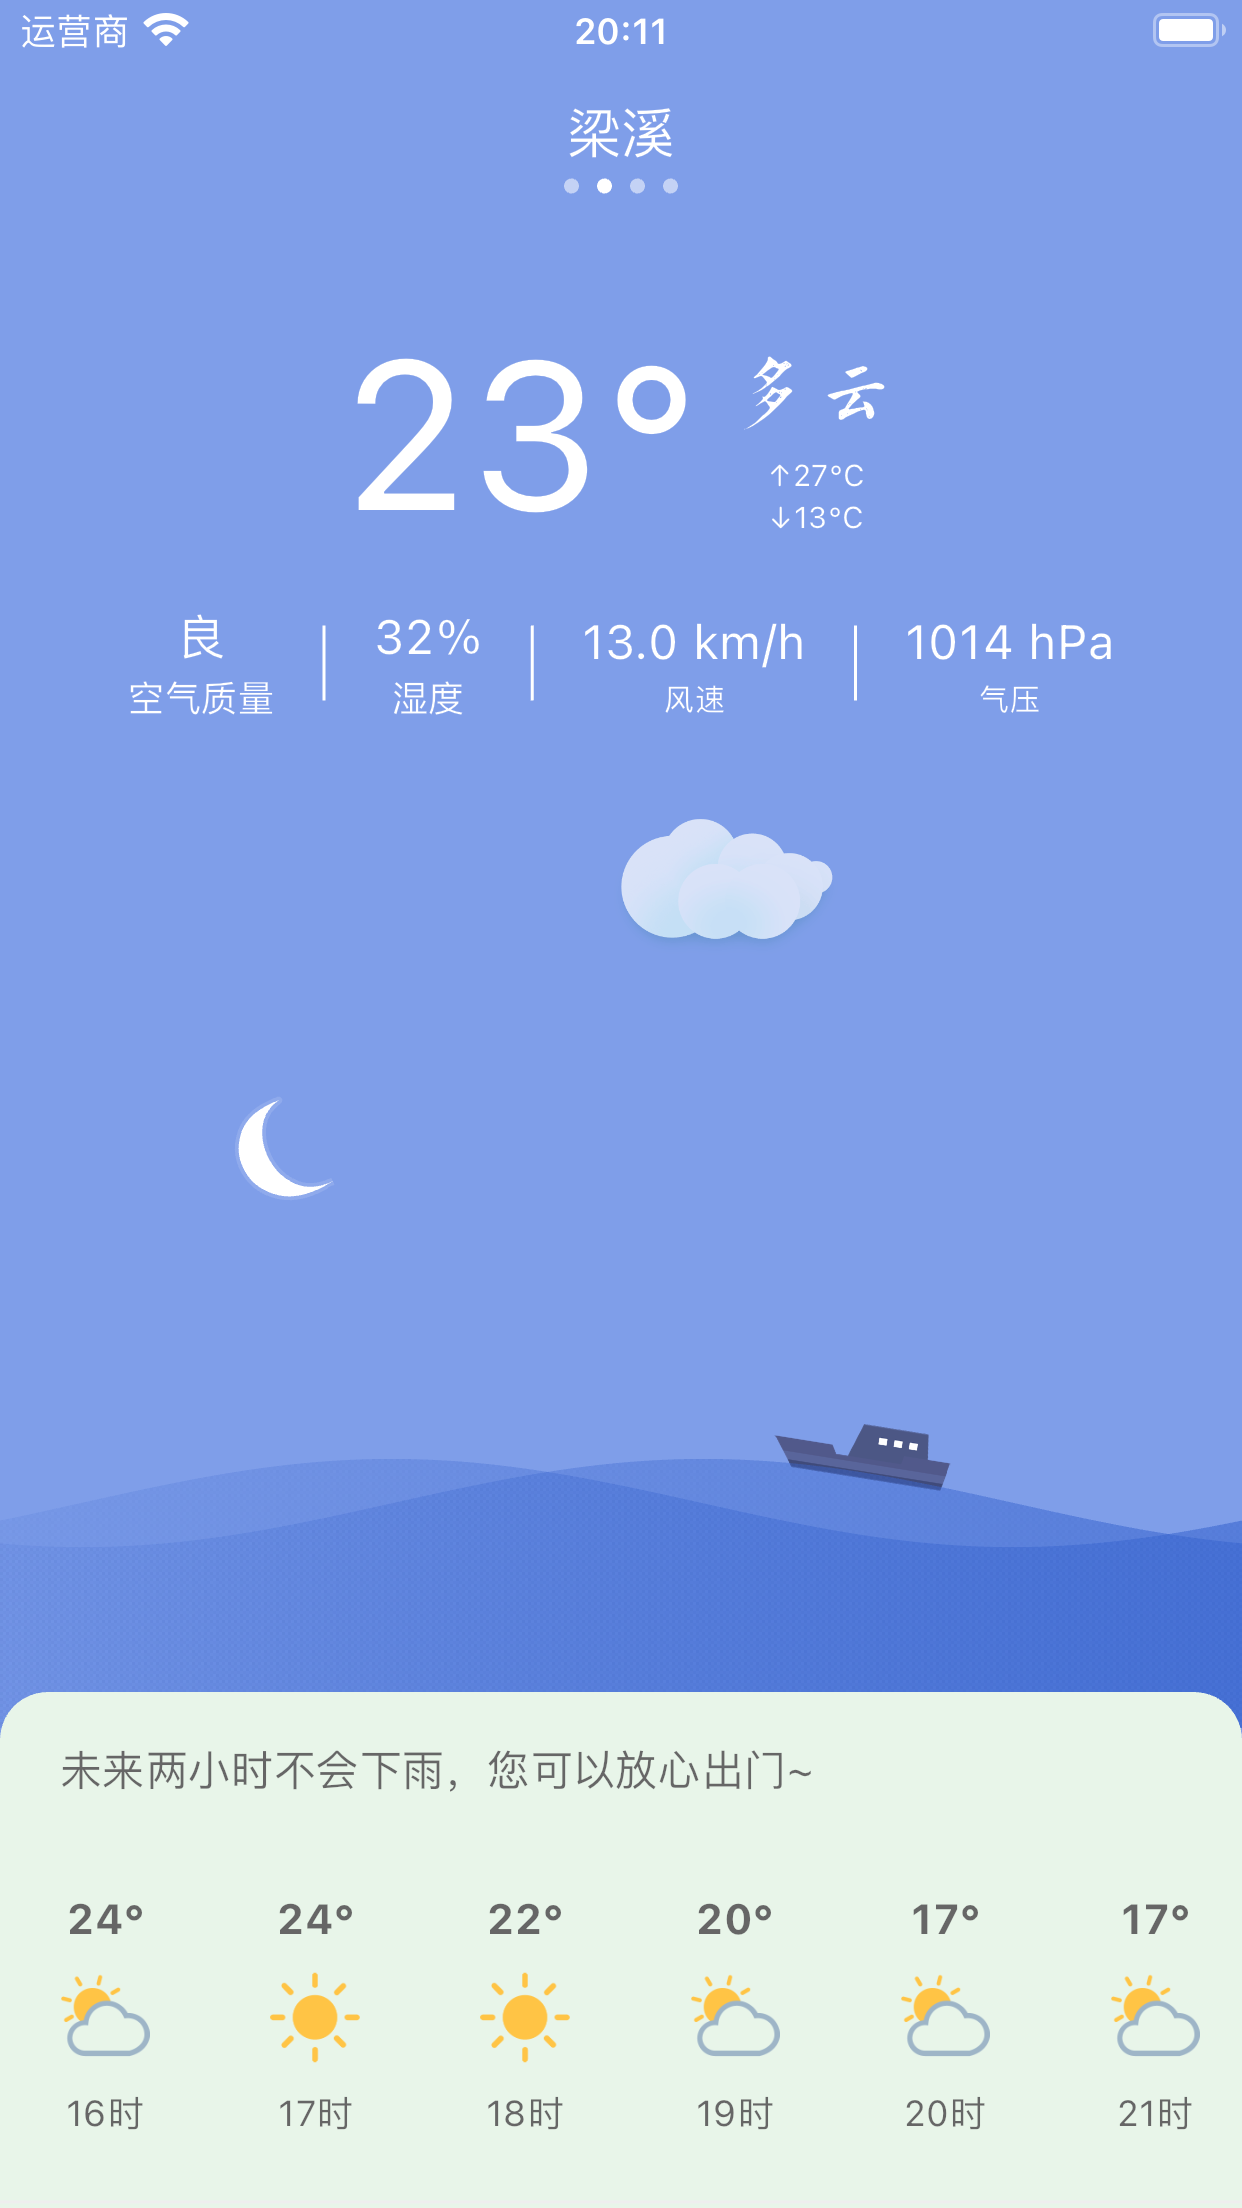 运营商 20:11
梁溪
23° 多云
↑27°C
↓13°C
良 32% 13.0 km/h 1014 hPa
空气质量 湿度 风速 气压
未来两小时不会下雨，您可以放心出门~
24° 24° 22° 20° 17° 17°
16时 17时 18时 19时 20时 21时